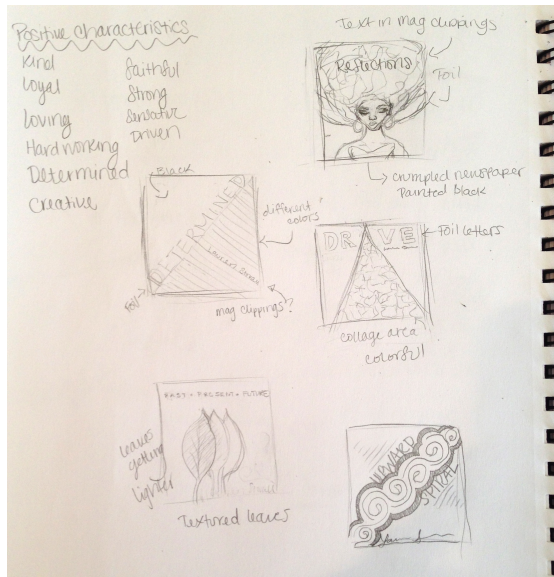 Positive Characteristics
Kind
Loyal
Loving
Hardworking
Determined
Creative
faithful
Strong
Sensative
Driven
Text in mag clippings
Reflections
Foil
crumpled newspaper
Painted black
Black
DETERMINED
different
colors
Foil
mag clippings?
DRIVE
Foil letters
collage area
colorful!
PAST + PRESENT + FUTURE
leaves
getting
lighter
Textured leaves
UPWARD
SPIRAL